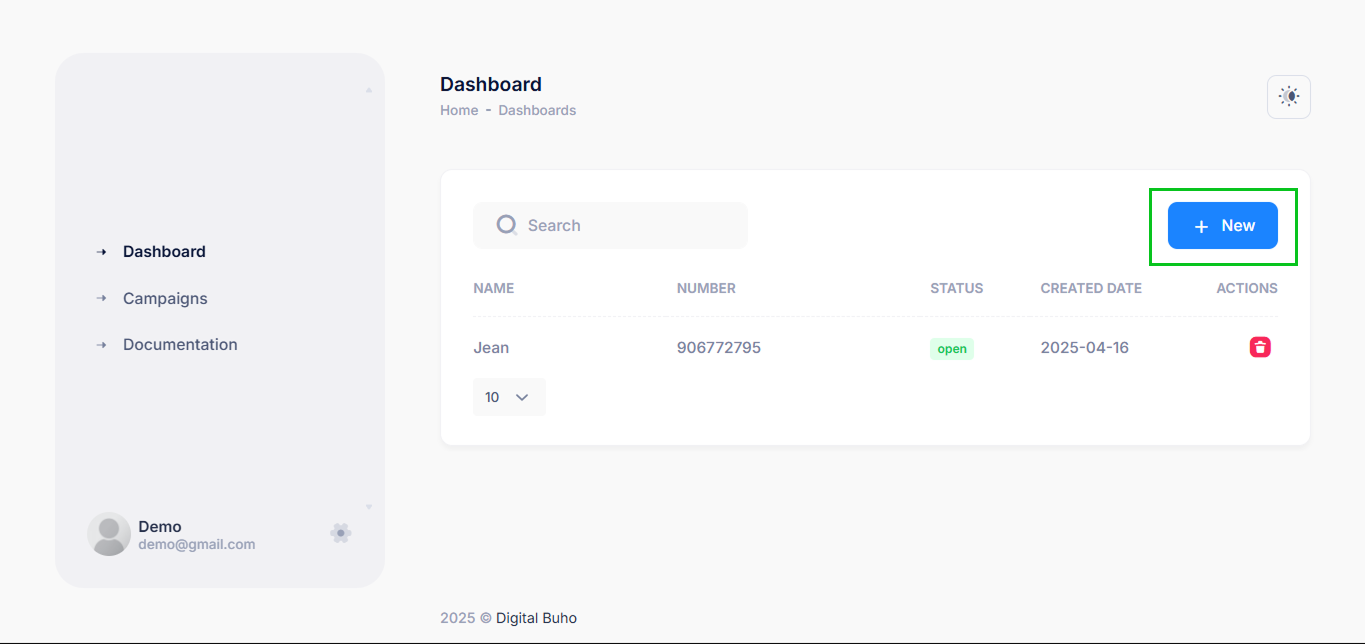 Dashboard
Campaigns
Documentation
Demo
demo@gmail.com
Dashboard
Home - Dashboards
Search
+ New
NAME NUMBER STATUS CREATED DATE ACTIONS
Jean 906772795 open 2025-04-16
10
2025 © Digital Buho